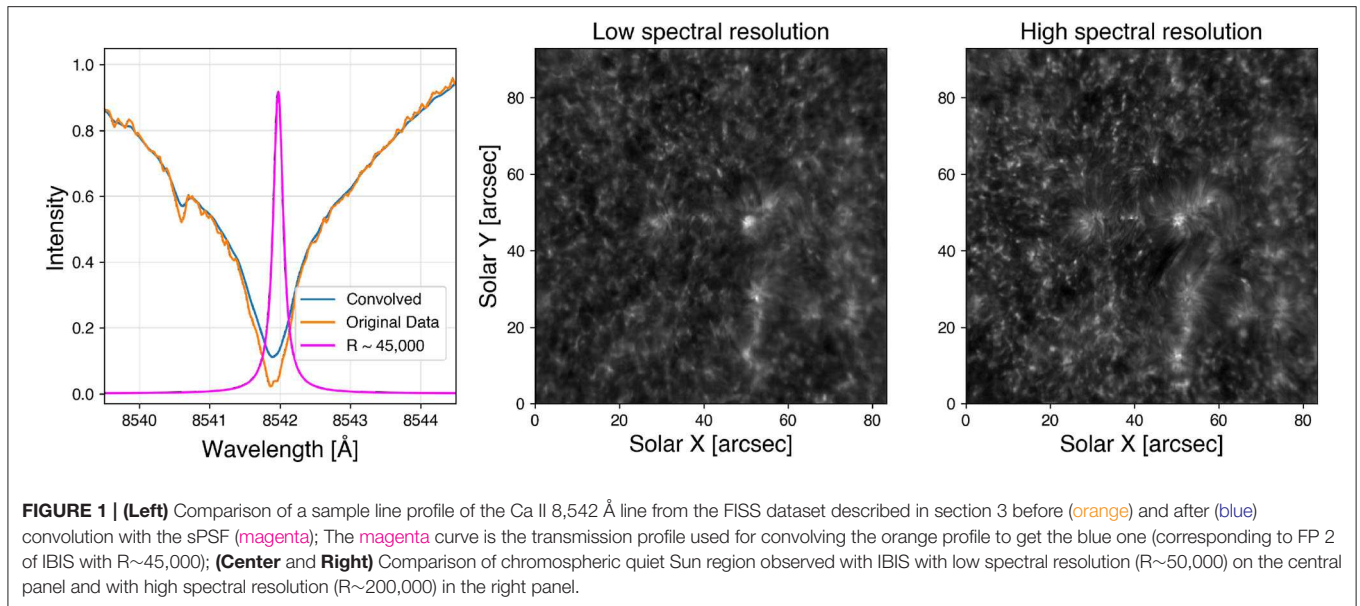 Low spectral resolution
High spectral resolution
1.0
0.8
0.6
0.4
0.2
0.0
Intensity
Convolved
Original Data
R ~ 45,000
8540
8541
8542
8543
8544
Wavelength [Å]
80
60
40
20
0
Solar Y [arcsec]
0
20
40
60
80
Solar X [arcsec]
80
60
40
20
0
0
20
40
60
80
Solar X [arcsec]
FIGURE 1 | (Left) Comparison of a sample line profile of the Ca II 8,542 Å line from the FISS dataset described in section 3 before (orange) and after (blue)
convolution with the sPSF (magenta); The magenta curve is the transmission profile used for convolving the orange profile to get the blue one (corresponding to FP 2
of IBIS with R~45,000); (Center and Right) Comparison of chromospheric quiet Sun region observed with IBIS with low spectral resolution (R~50,000) on the central
panel and with high spectral resolution (R~200,000) in the right panel.